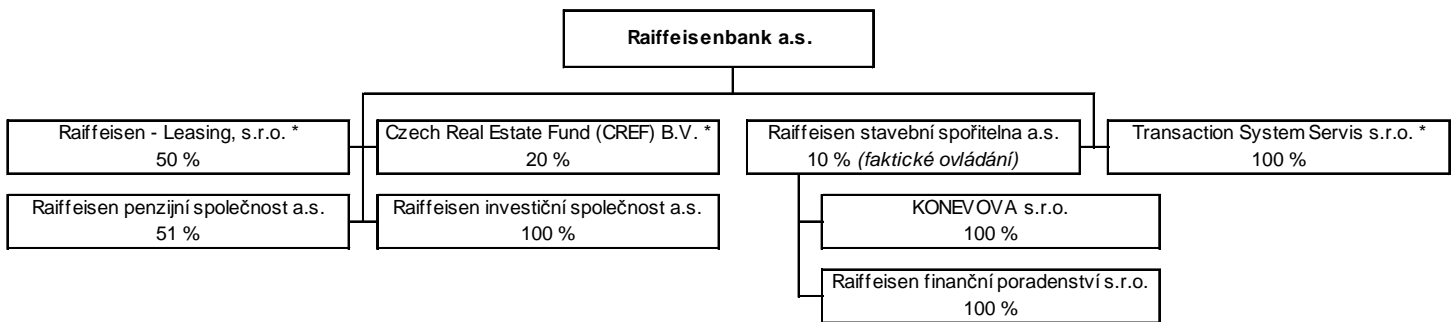 Raiffeisenbank a.s.
Raiffeisen - Leasing, s.r.o. *
50 %
Czech Real Estate Fund (CREF) B.V. *
20 %
Raiffeisen stavební spořitelna a.s.
10 % (faktické ovládání)
Transaction System Servis s.r.o. *
100 %
Raiffeisen penzijní společnost a.s.
51 %
Raiffeisen investiční společnost a.s.
100 %
KONEVOVA s.r.o.
100 %
Raiffeisen finanční poradenství s.r.o.
100 %